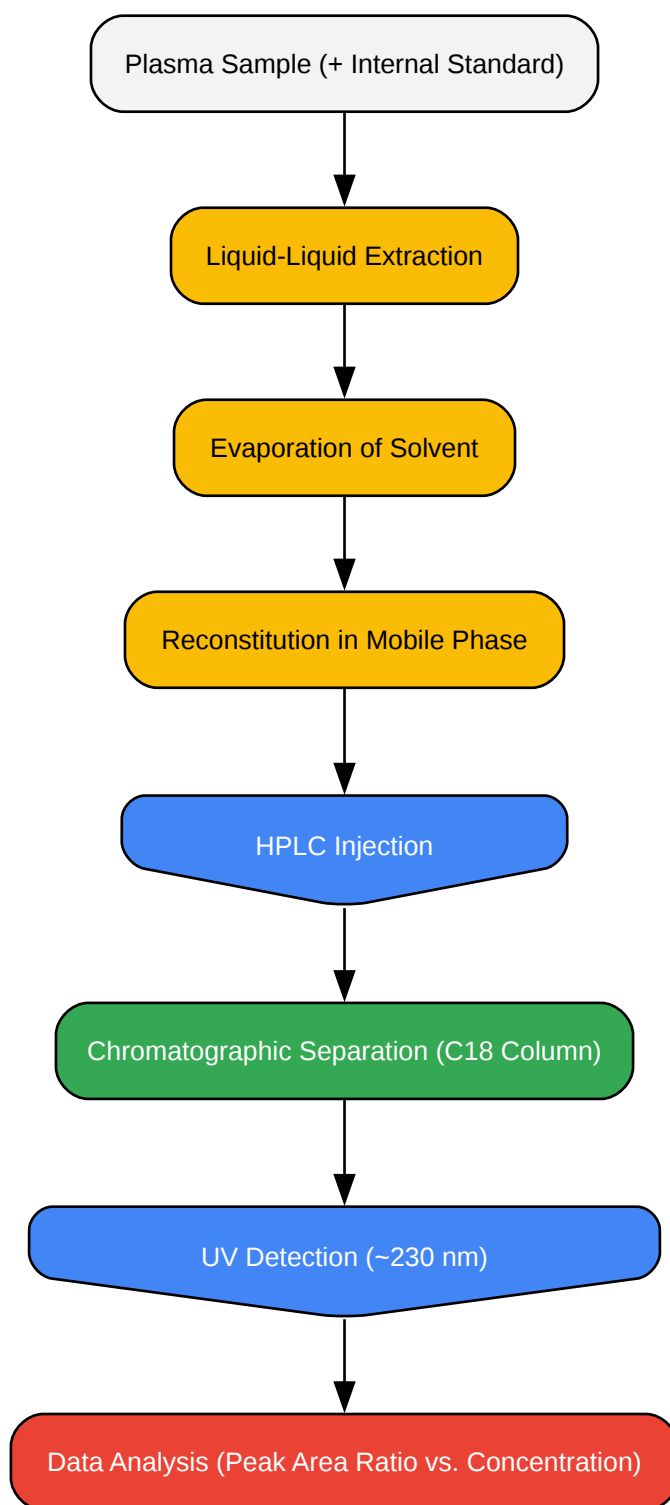 Plasma Sample (+ Internal Standard)
Liquid-Liquid Extraction
Evaporation of Solvent
Reconstitution in Mobile Phase
HPLC Injection
Chromatographic Separation (C18 Column)
UV Detection (~230 nm)
Data Analysis (Peak Area Ratio vs. Concentration)